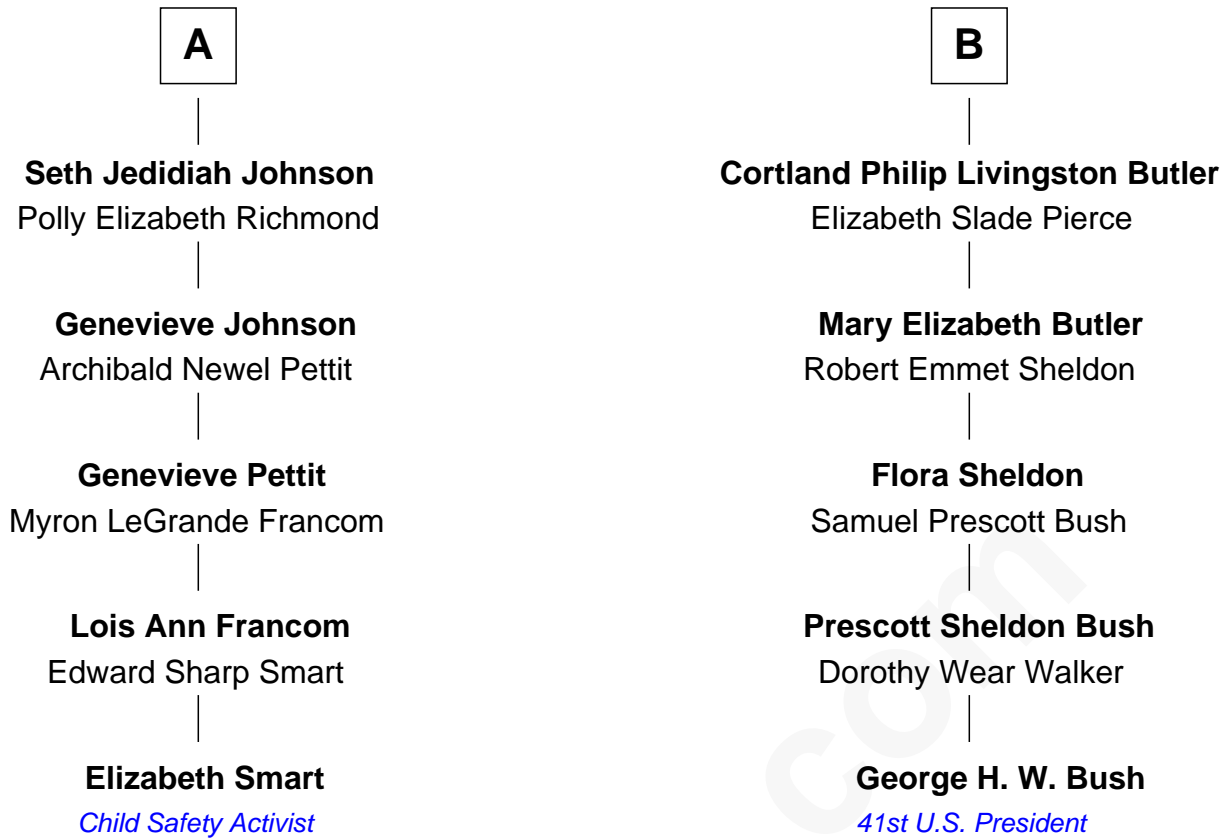 A
Seth Jedidiah Johnson
Polly Elizabeth Richmond
Genevieve Johnson
Archibald Newel Pettit
Genevieve Pettit
Myron LeGrande Francom
Lois Ann Francom
Edward Sharp Smart
Elizabeth Smart
Child Safety Activist
B
Cortland Philip Livingston Butler
Elizabeth Slade Pierce
Mary Elizabeth Butler
Robert Emmet Sheldon
Flora Sheldon
Samuel Prescott Bush
Prescott Sheldon Bush
Dorothy Wear Walker
George H. W. Bush
41st U.S. President
com